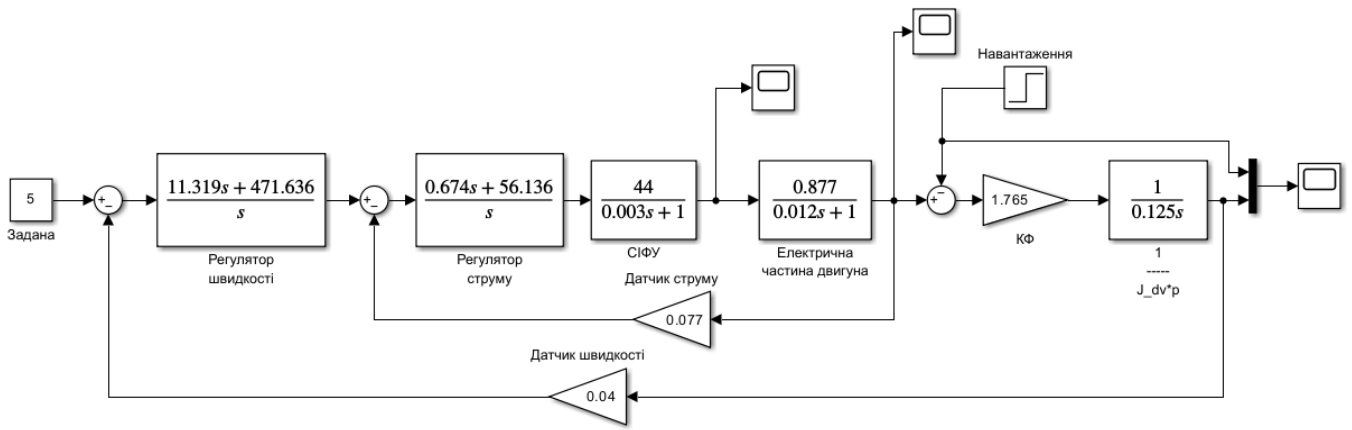 Навантаження
5
Задана
+
−
11.319s + 471.636
s
Регулятор
швидкості
+
−
0.674s + 56.136
s
Регулятор
струму
44
0.003s + 1
СІФУ
0.877
0.012s + 1
Електрична
частина двигуна
−
+
1.765
КФ
1
0.125s
1
-----
J_dv*p
Датчик струму
0.077
Датчик швидкості
0.04